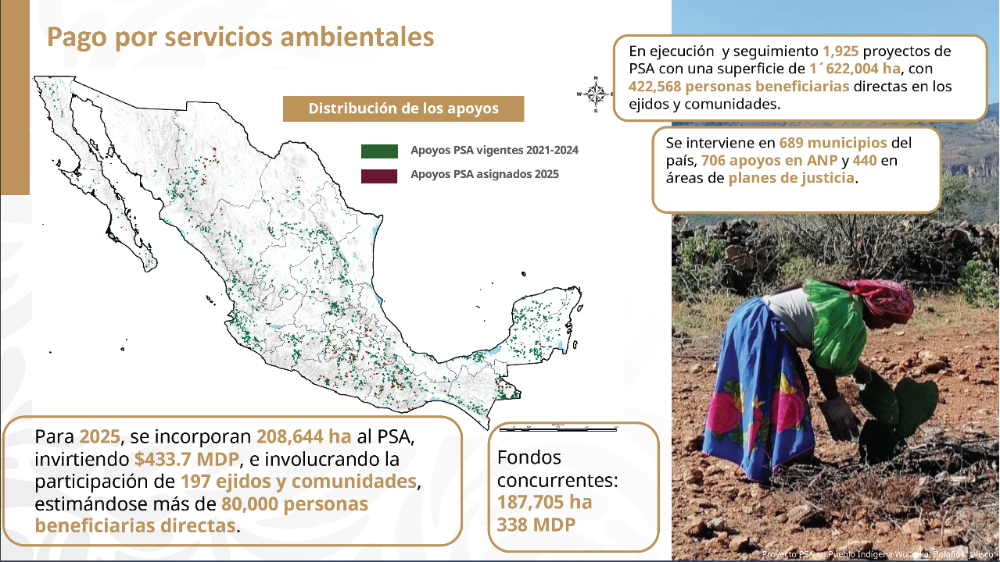 Pago por servicios ambientales
En ejecución y seguimiento 1,925 proyectos de
PSA con una superficie de 1´622,004 ha, con
422,568 personas beneficiarias directas en los
ejidos y comunidades.
N
W
E
S
Distribución de los apoyos
Apoyos PSA vigentes 2021-2024
Apoyos PSA asignados 2025
Se interviene en 689 municipios del
país, 706 apoyos en ANP y 440 en
áreas de planes de justicia.
Para 2025, se incorporan 208,644 ha al PSA,
invirtiendo $433.7 MDP, e involucrando la
participación de 197 ejidos y comunidades,
estimándose más de 80,000 personas
beneficiarias directas.
Fondos
concurrentes:
187,705 ha
338 MDP
Proyecto PSA en Pueblo Indígena Wixárika, Bolaños, Jalisco